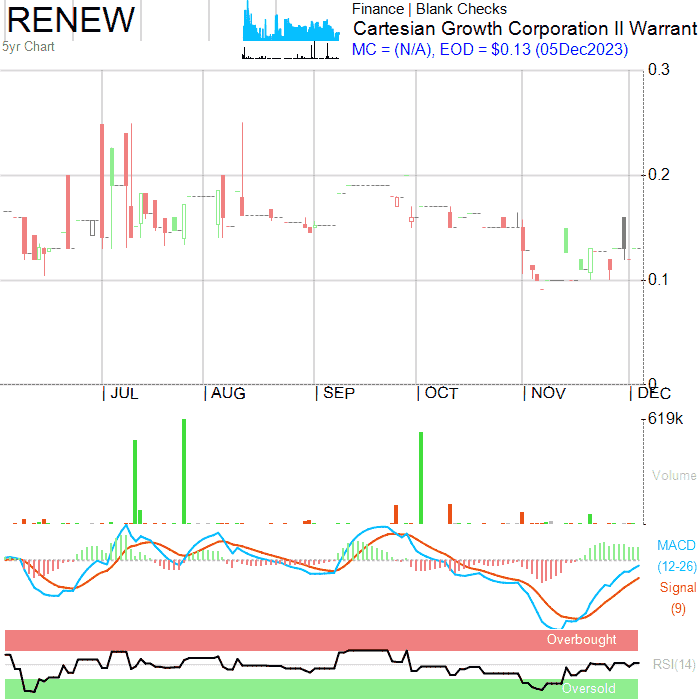 RENEW
5yr Chart
Finance | Blank Checks
Cartesian Growth Corporation II Warrant
MC = (N/A), EOD = $0.13 (05Dec2023)
0.3
0.2
0.1
0
| JUL | AUG | SEP | OCT | NOV | DEC
619k
Volume
MACD
(12-26)
Signal
(9)
Overbought
RSI(14)
Oversold